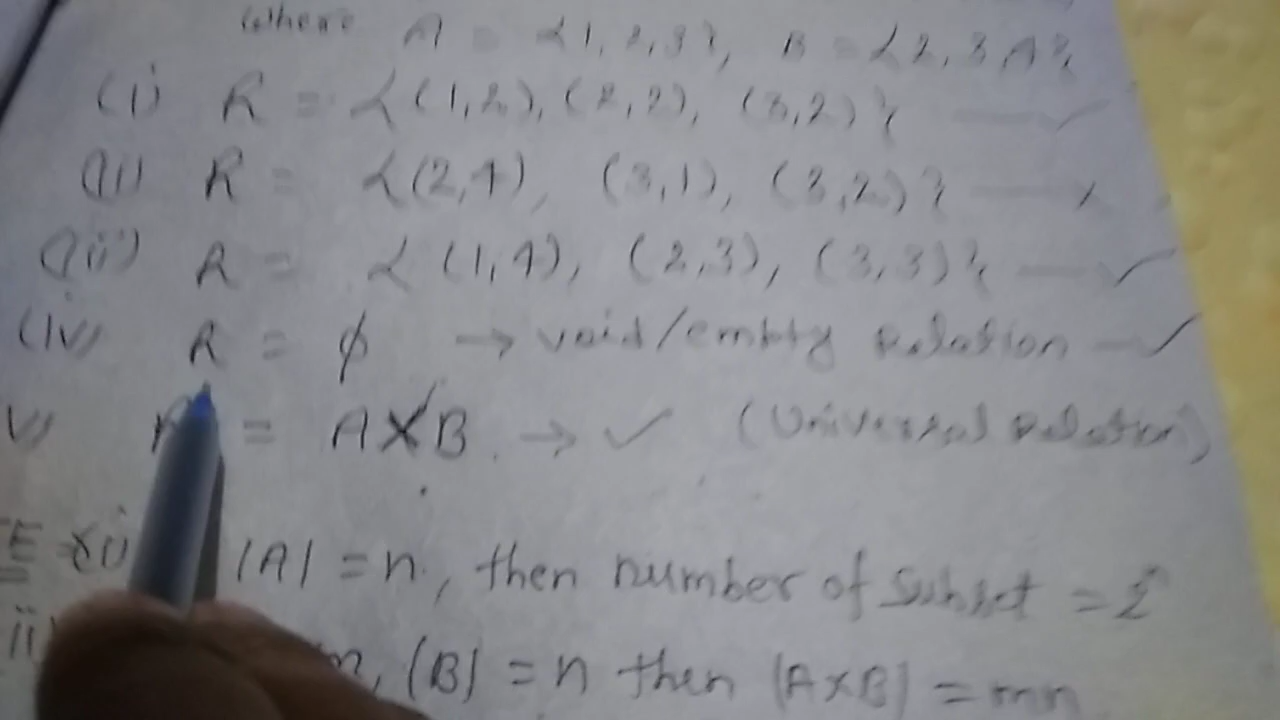 where A = {1,2,3}, B = {2,3,4}
(i) R = {(1,2), (2,2), (3,2)} — ✓
(ii) R = {(2,4), (3,1), (3,2)} — ×
(iii) R = {(1,4), (2,3), (3,3)} — ✓
(iv) R = ϕ → void/empty Relation — ✓
v) R = A×B. → ✓ (Universal Relation)
(i) |A| = n, then number of Subset = 2ⁿ
ii) m, |B| = n then |A×B| = mn